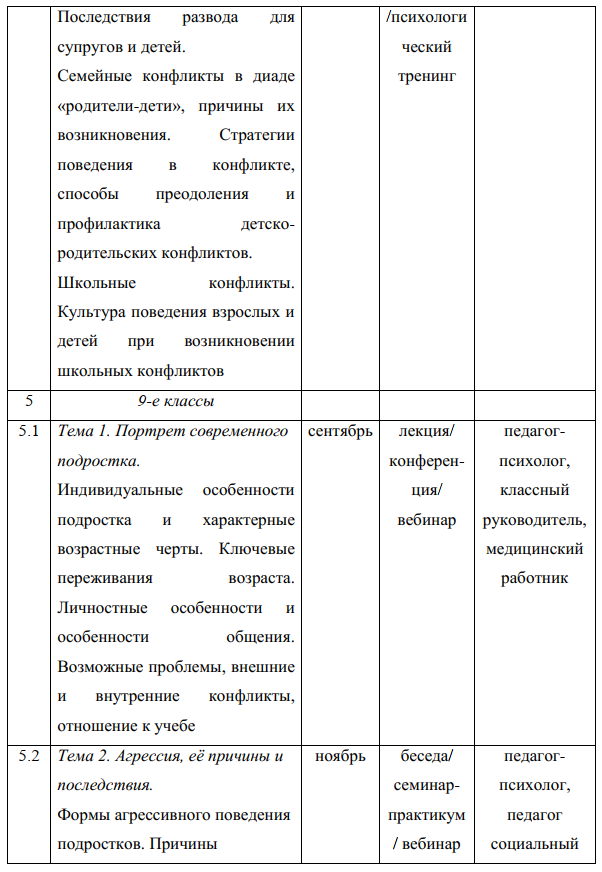 Последствия развода для
супругов и детей.
Семейные конфликты в диаде
«родители-дети», причины их
возникновения. Стратегии
поведения в конфликте,
способы преодоления и
профилактика детско-
родительских конфликтов.
Школьные конфликты.
Культура поведения взрослых и
детей при возникновении
школьных конфликтов
/психологи
ческий
тренинг
5
9-е классы
5.1
Тема 1. Портрет современного
подростка.
Индивидуальные особенности
подростка и характерные
возрастные черты. Ключевые
переживания возраста.
Личностные особенности и
особенности общения.
Возможные проблемы, внешние
и внутренние конфликты,
отношение к учебе
сентябрь
лекция/
конферен-
ция/
вебинар
педагог-
психолог,
классный
руководитель,
медицинский
работник
5.2
Тема 2. Агрессия, её причины и
последствия.
Формы агрессивного поведения
подростков. Причины
ноябрь
беседа/
семинар-
практикум
/ вебинар
педагог-
психолог,
педагог
социальный